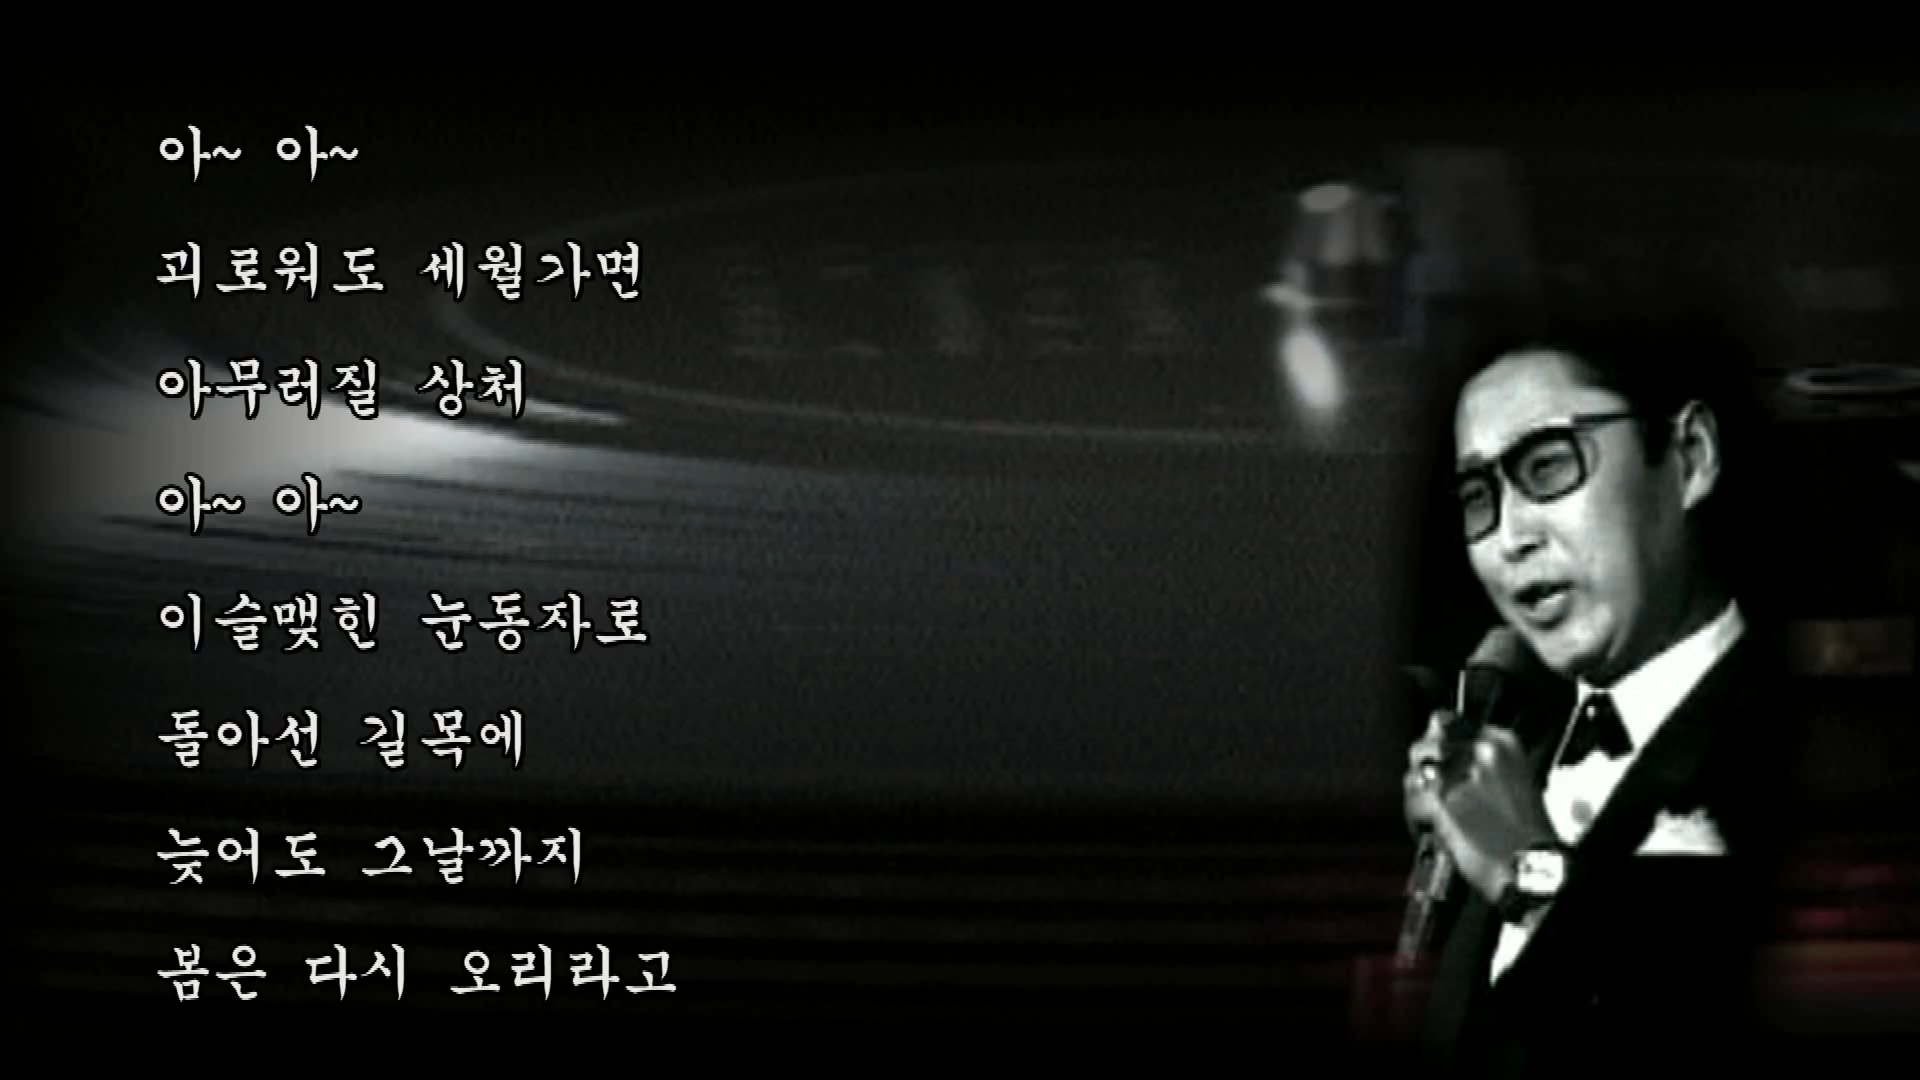 아~ 아~
괴로워도 세월가면
아무러질 상처
아~ 아~
이슬맺힌 눈동자로
돌아선 길목에
늦어도 그날까지
봄은 다시 오리라고